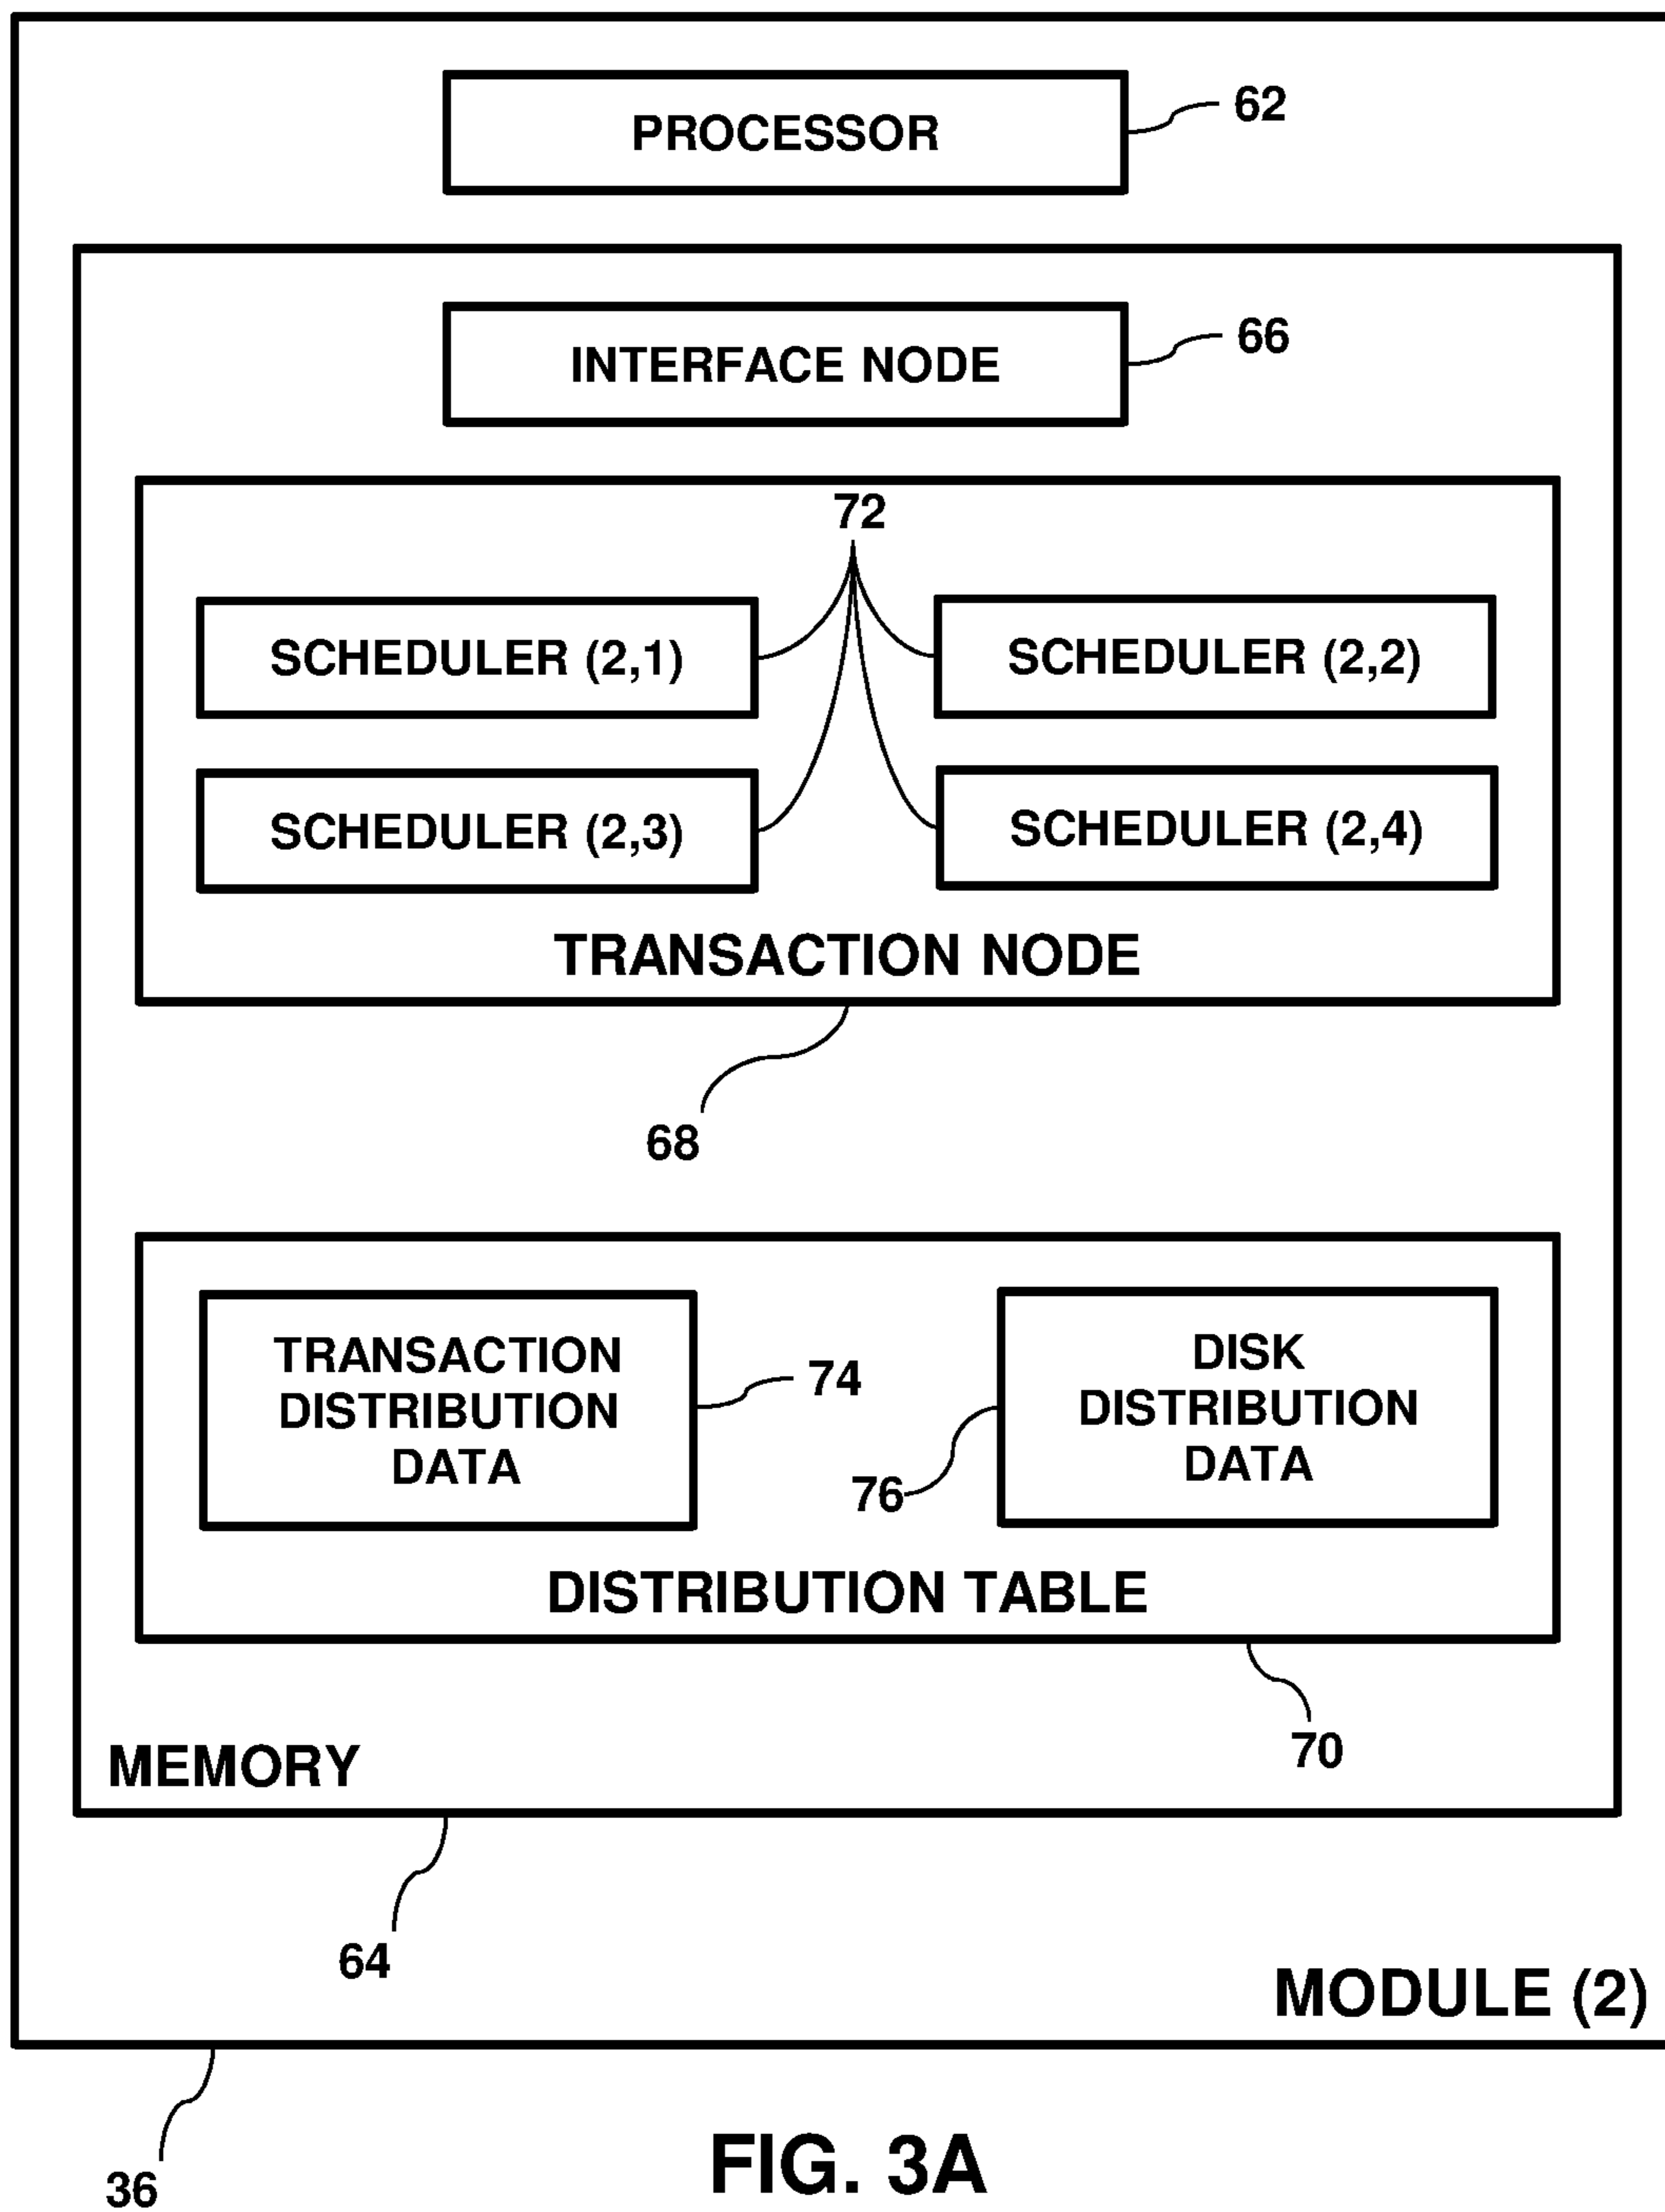 PROCESSOR
62
INTERFACE NODE
66
72
SCHEDULER (2,1)
SCHEDULER (2,2)
SCHEDULER (2,3)
SCHEDULER (2,4)
TRANSACTION NODE
68
TRANSACTION
DISTRIBUTION
DATA
74
DISK
DISTRIBUTION
DATA
76
DISTRIBUTION TABLE
70
MEMORY
64
MODULE (2)
36
FIG. 3A